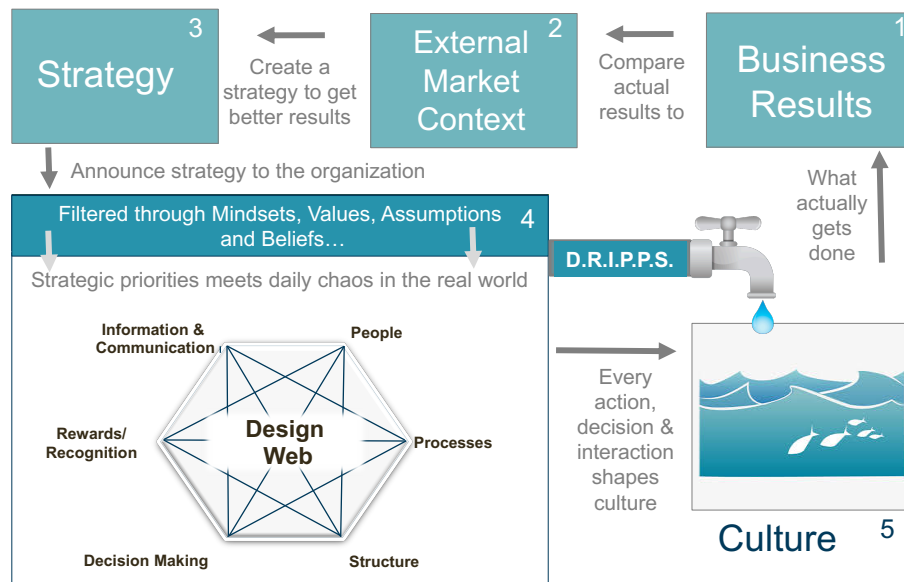 3
Strategy
Create a
strategy to get
better results
2
External
Market
Context
Compare
actual
results to
1
Business
Results
Announce strategy to the organization
What
actually
gets
done
Filtered through Mindsets, Values, Assumptions
and Beliefs…
4
D.R.I.P.P.S.
Strategic priorities meets daily chaos in the real world
Information &
Communication
People
Rewards/
Recognition
Design
Web
Processes
Decision Making
Structure
Every
action,
decision &
interaction
shapes
culture
Culture
5